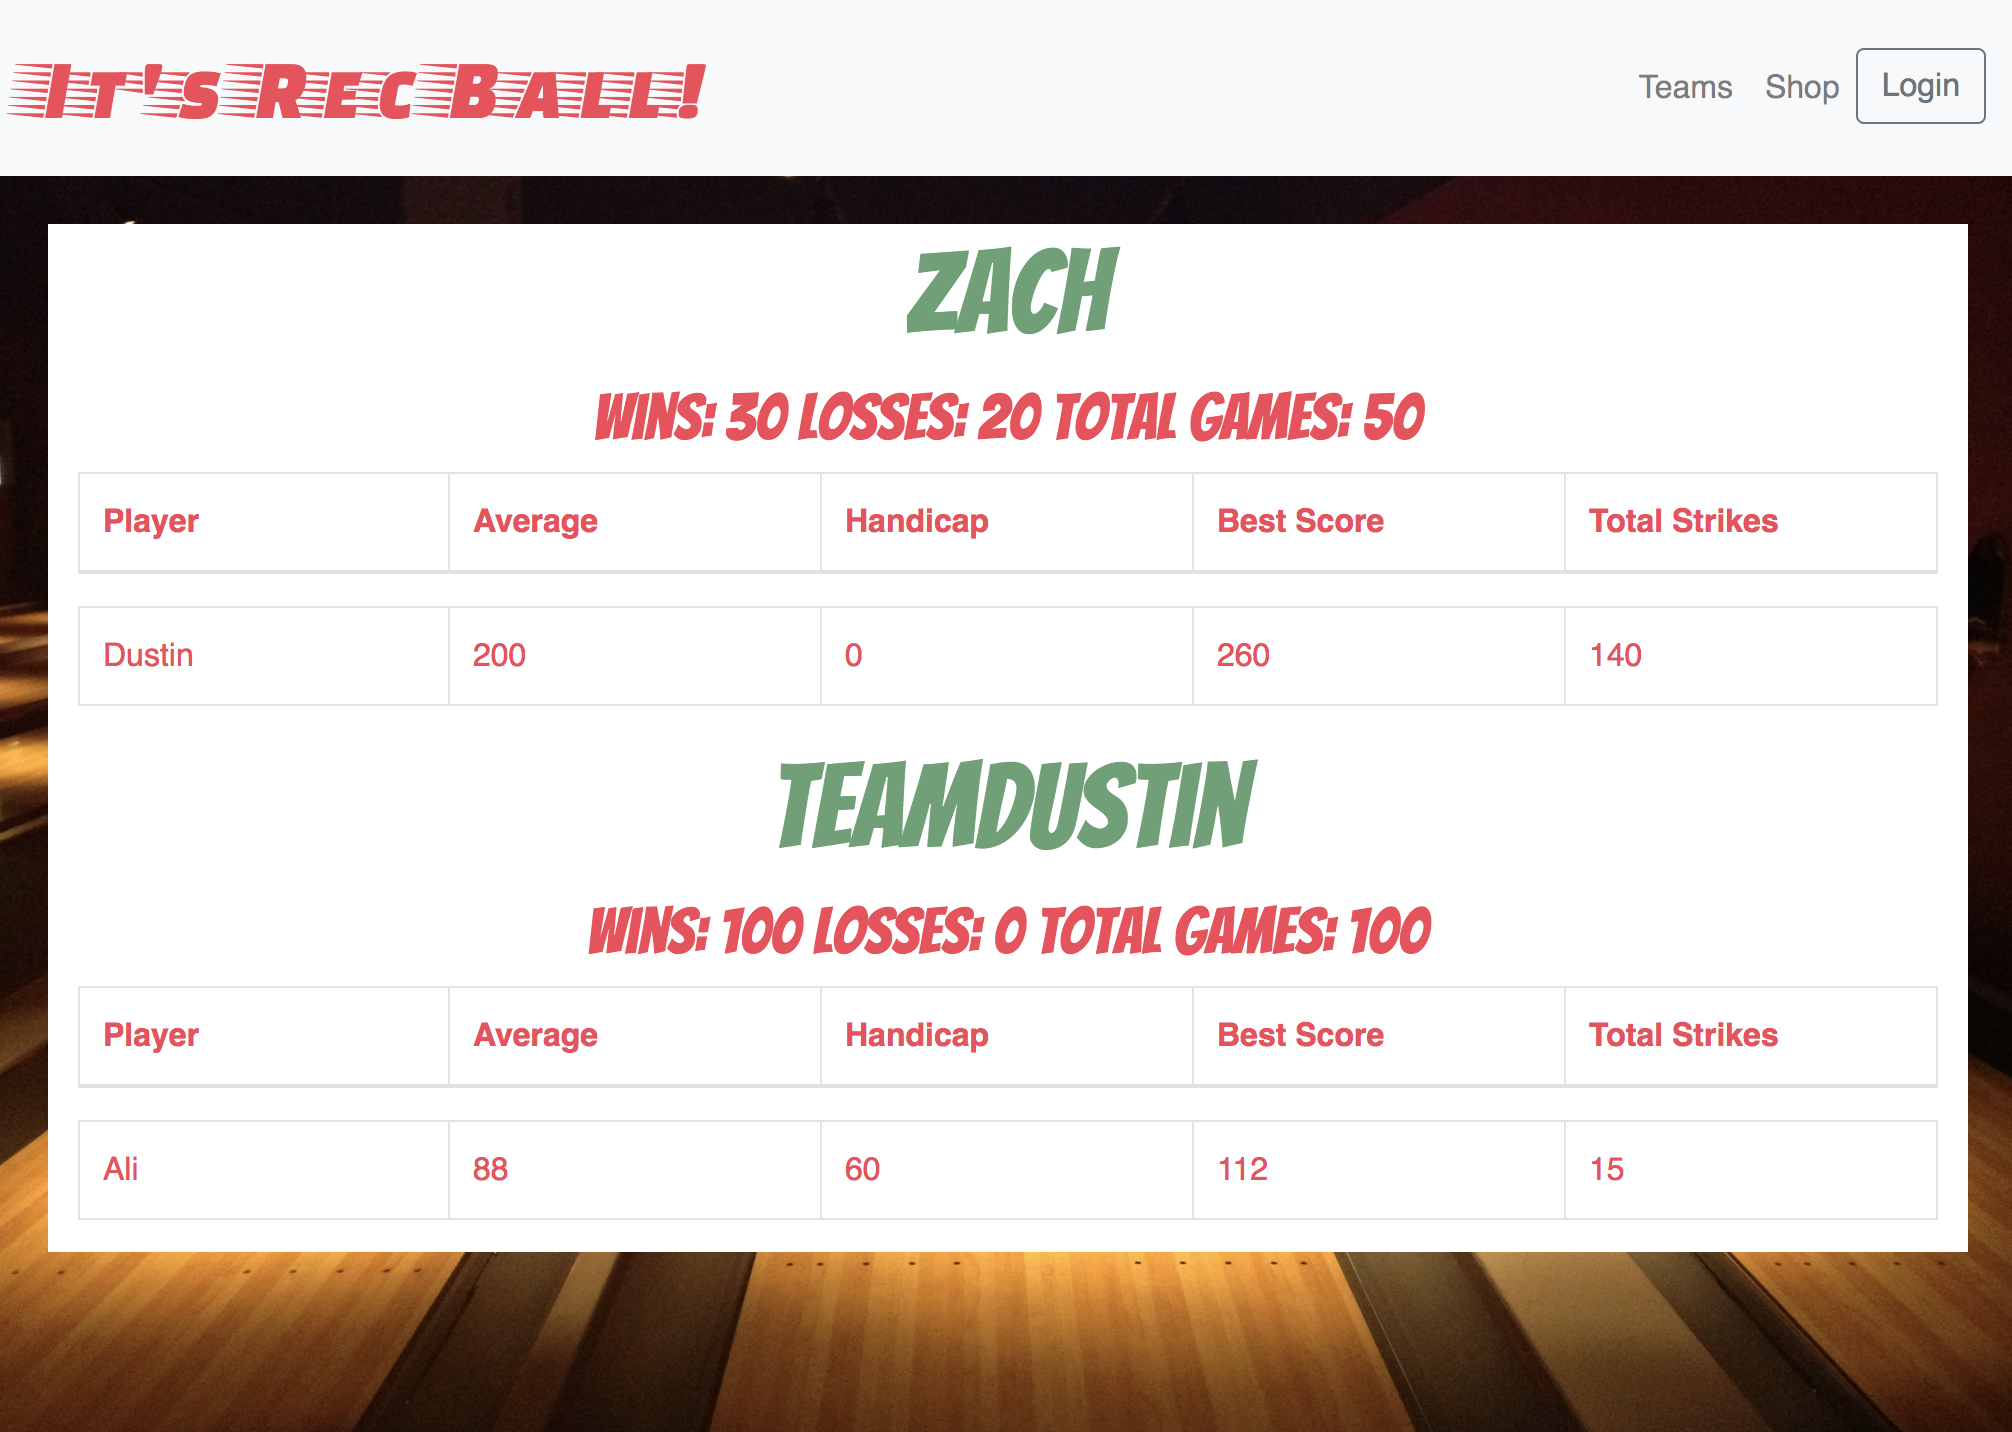 It's Rec Ball!
Teams Shop Login
ZACH
WINS: 30 LOSSES: 20 TOTAL GAMES: 50
Player Average Handicap Best Score Total Strikes
Dustin 200 0 260 140
TEAMDUSTIN
WINS: 100 LOSSES: 0 TOTAL GAMES: 100
Player Average Handicap Best Score Total Strikes
Ali 88 60 112 15